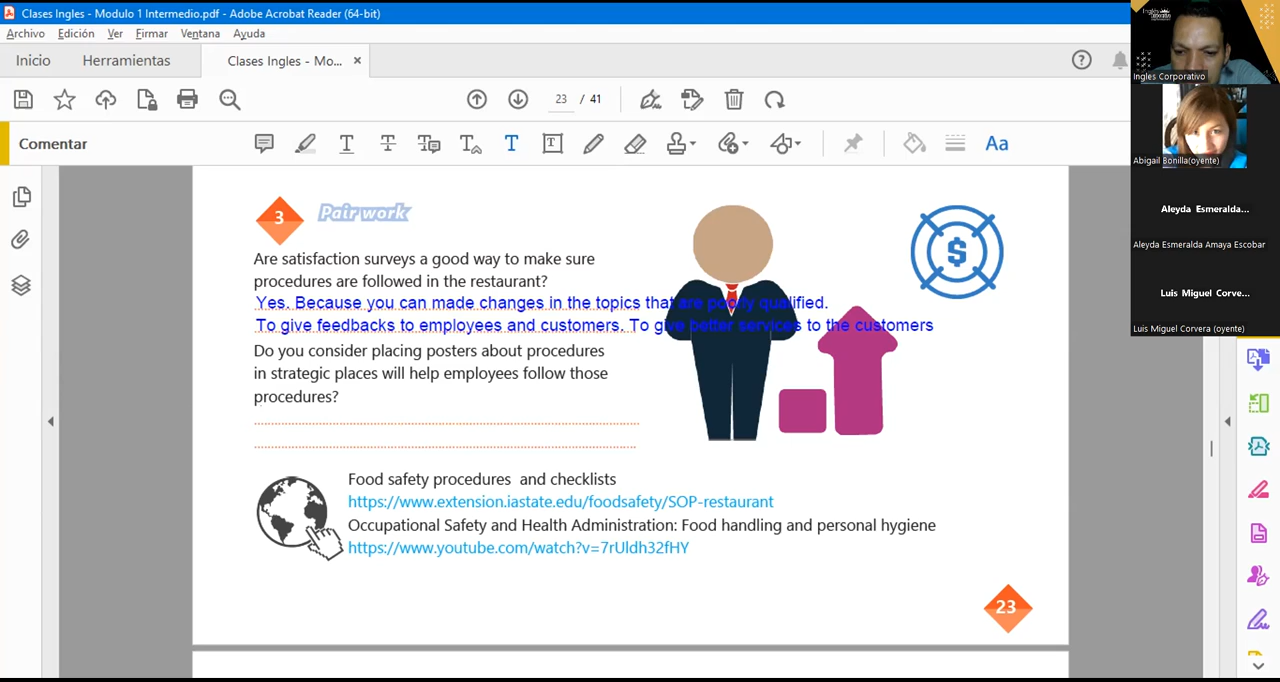 Clases Ingles - Modulo 1 Intermedio.pdf - Adobe Acrobat Reader (64-bit)
Archivo Edición Ver Firmar Ventana Ayuda
Inicio Herramientas Clases Ingles - Mo... ×
23 / 41
Comentar
Aa
3 Pair work
Are satisfaction surveys a good way to make sure
procedures are followed in the restaurant?
Yes. Because you can made changes in the topics that are poorly qualified.
To give feedbacks to employees and customers. To give better services to the customers
Do you consider placing posters about procedures
in strategic places will help employees follow those
procedures?
$
Food safety procedures and checklists
https://www.extension.iastate.edu/foodsafety/SOP-restaurant
Occupational Safety and Health Administration: Food handling and personal hygiene
https://www.youtube.com/watch?v=7rUldh32fHY
23
Ingles Corporativo
Abigail Bonilla(oyente)
Aleyda Esmeralda...
Aleyda Esmeralda Amaya Escobar
Luis Miguel Corve...
Luis Miguel Corvera (oyente)